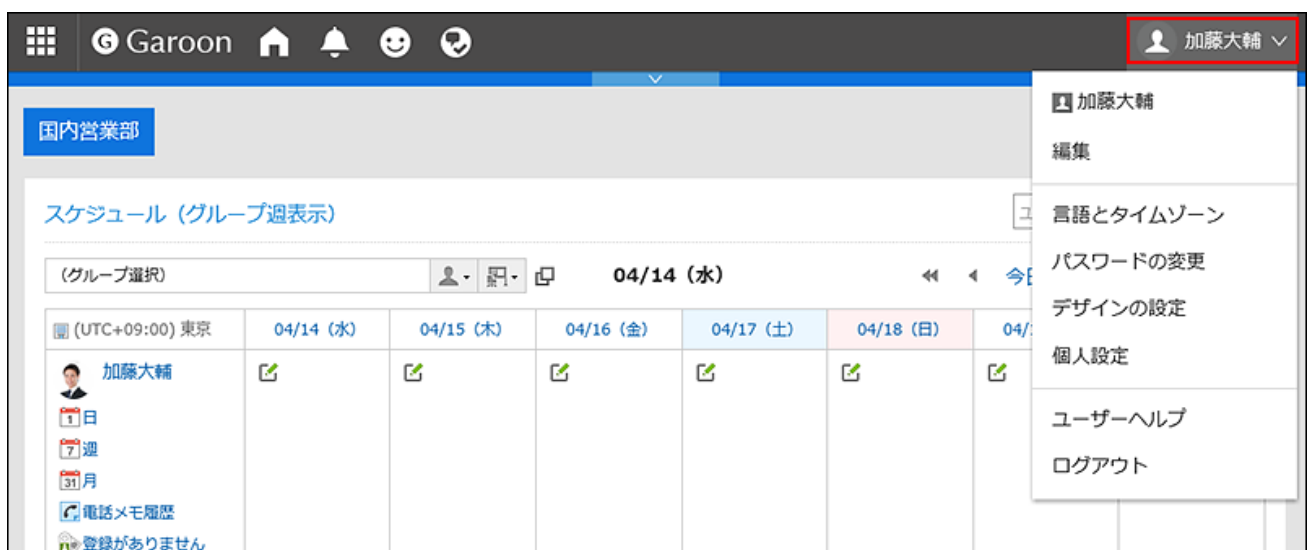 Garoon
加藤大輔
加藤大輔
編集
国内営業部
言語とタイムゾーン
パスワードの変更
デザインの設定
個人設定
ユーザーヘルプ
ログアウト
スケジュール（グループ週表示）
（グループ選択）
04/14（水）
(UTC+09:00) 東京
04/14（水） 04/15（木） 04/16（金） 04/17（土） 04/18（日）
加藤大輔
1 日
7 週
31 月
電話メモ履歴
登録がありません